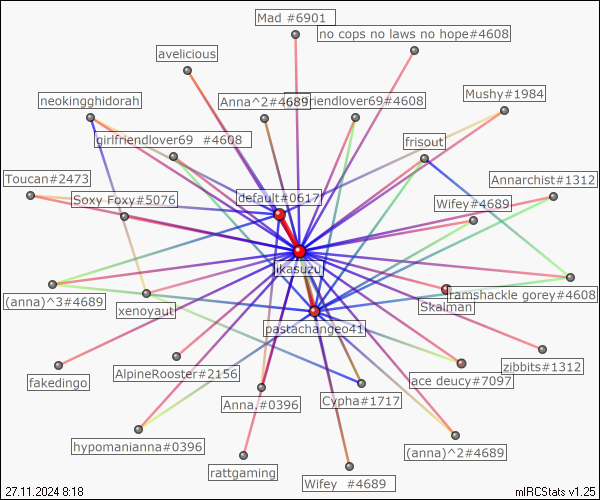 Mad #6901
no cops no laws no hope#4608
avelicious
neokingghidorah
Anna^2#4689
friendlover69#4608
Mushy#1984
girlfriendlover69 #4608
frisout
Toucan#2473
Annarchist#1312
Soxy Foxy#5076
default#0617
Wifey#4689
ikasuzu
(anna)^3#4689
xenoyaut
ramshackle gorey#4608
Skalman
pastachangeo41
zibbits#1312
fakedingo
AlpineRooster#2156
ace deucy#7097
Anna.#0396
Cypha#1717
hypomanianna#0396
(anna)^2#4689
rattgaming
Wifey #4689
27.11.2024 8:18
mIRCStats v1.25